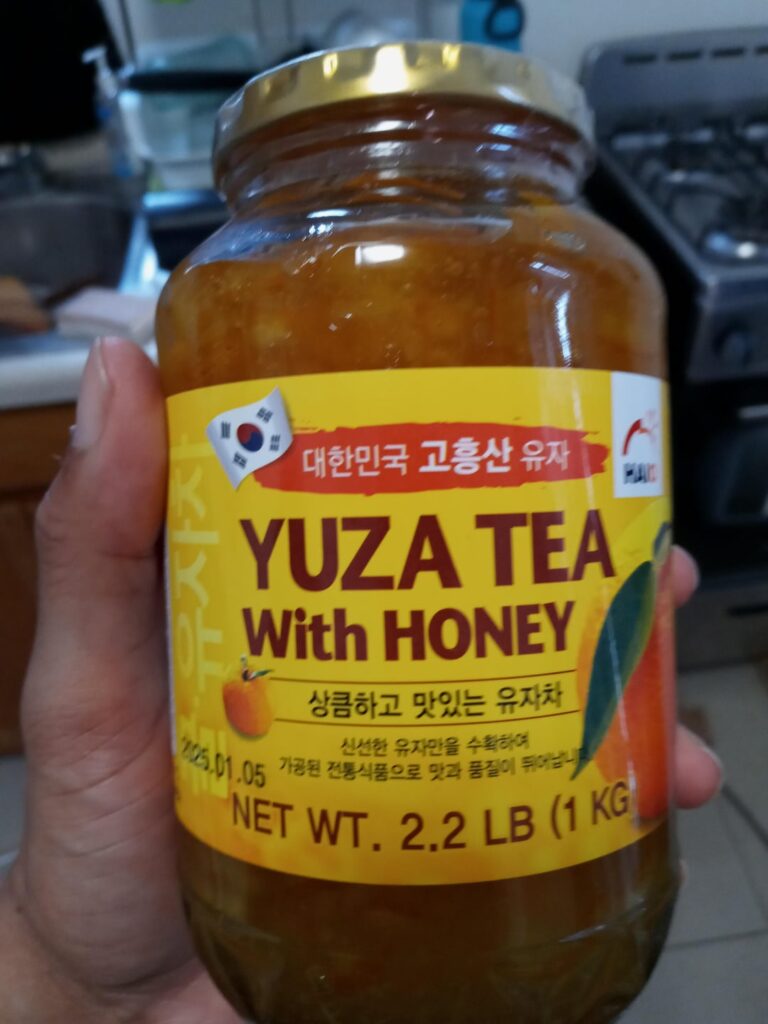 대한민국 고흥산 유자
YUZA TEA
With HONEY
상큼하고 맛있는 유자차
신선한 유자만을 수확하여
가공된 전통식품으로 맛과 품질이 뛰어납니다
2025.01.05
NET WT. 2.2 LB (1 KG
유자차